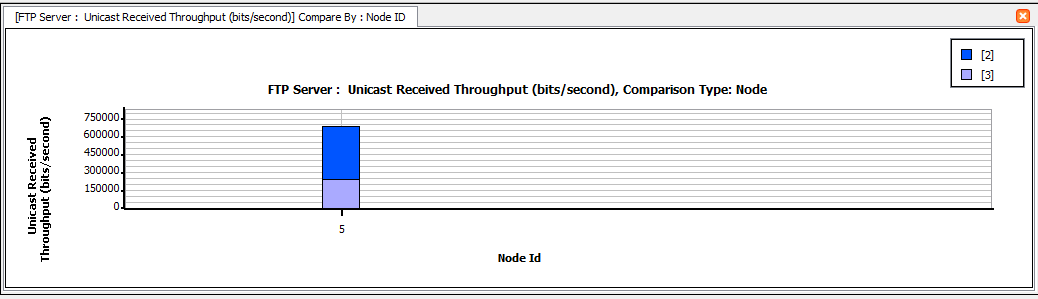 [FTP Server :  Unicast Received Throughput (bits/second)] Compare By : Node ID
[2]
[3]
FTP Server :  Unicast Received Throughput (bits/second), Comparison Type: Node
Unicast Received
Throughput (bits/second)
750000
600000
450000
300000
150000
0
5
Node Id